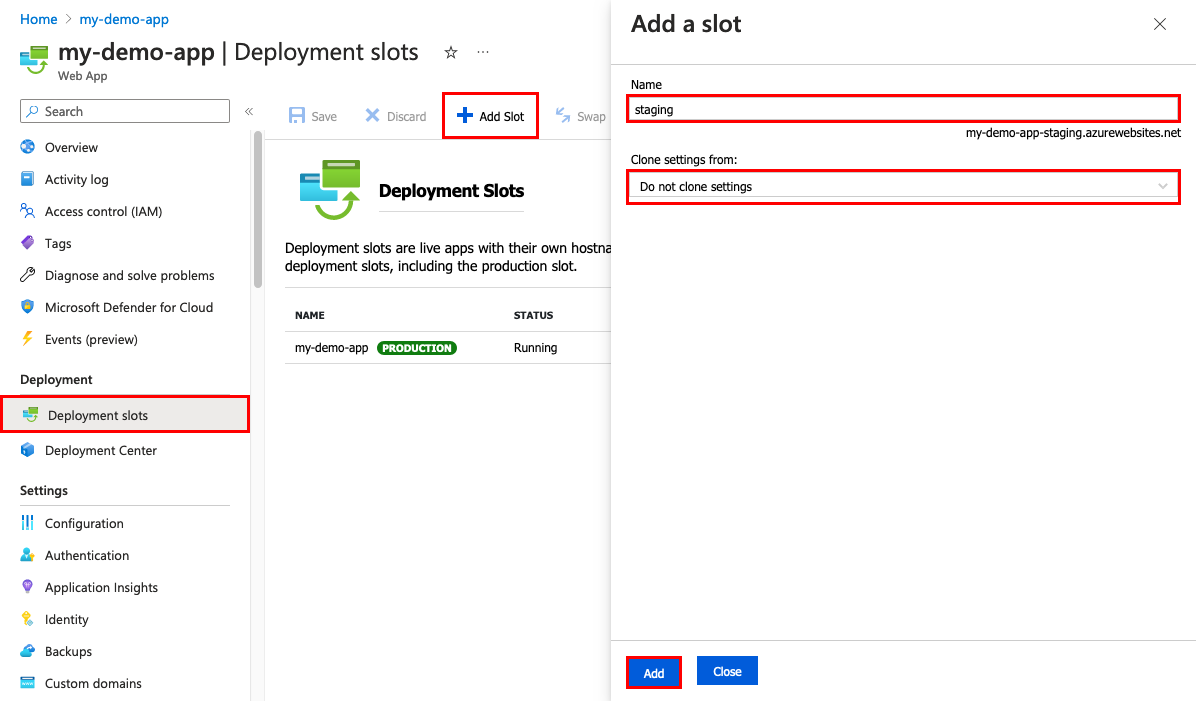 Home > my-demo-app
my-demo-app | Deployment slots
Web App
Search
Overview
Activity log
Access control (IAM)
Tags
Diagnose and solve problems
Microsoft Defender for Cloud
Events (preview)
Deployment
Deployment slots
Deployment Center
Settings
Configuration
Authentication
Application Insights
Identity
Backups
Custom domains
Save Discard Add Slot Swap
Deployment Slots
Deployment slots are live apps with their own hostna
deployment slots, including the production slot.
NAME STATUS
my-demo-app PRODUCTION Running
Add a slot
Name
staging
my-demo-app-staging.azurewebsites.net
Clone settings from:
Do not clone settings
Add Close